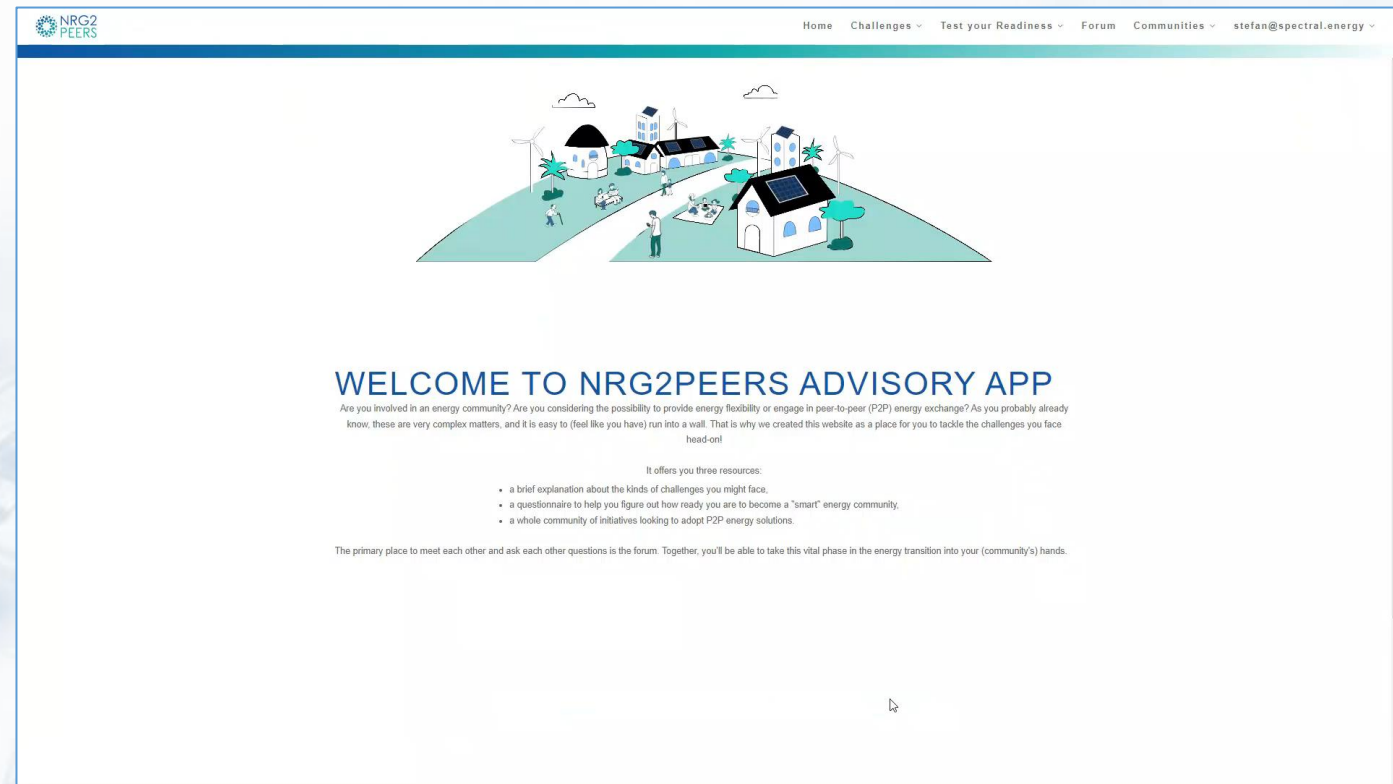 NRG2
PEERS
Home Challenges Test your Readiness Forum Communities stefan@spectral.energy
WELCOME TO NRG2PEERS ADVISORY APP
Are you involved in an energy community? Are you considering the possibility to provide energy flexibility or engage in peer-to-peer (P2P) energy exchange? As you probably already
know, these are very complex matters, and it is easy to (feel like you have) run into a wall. That is why we created this website as a place for you to tackle the challenges you face
head-on!
It offers you three resources:
• a brief explanation about the kinds of challenges you might face,
• a questionnaire to help you figure out how ready you are to become a "smart" energy community,
• a whole community of initiatives looking to adopt P2P energy solutions.
The primary place to meet each other and ask each other questions is the forum. Together, you'll be able to take this vital phase in the energy transition into your (community's) hands.